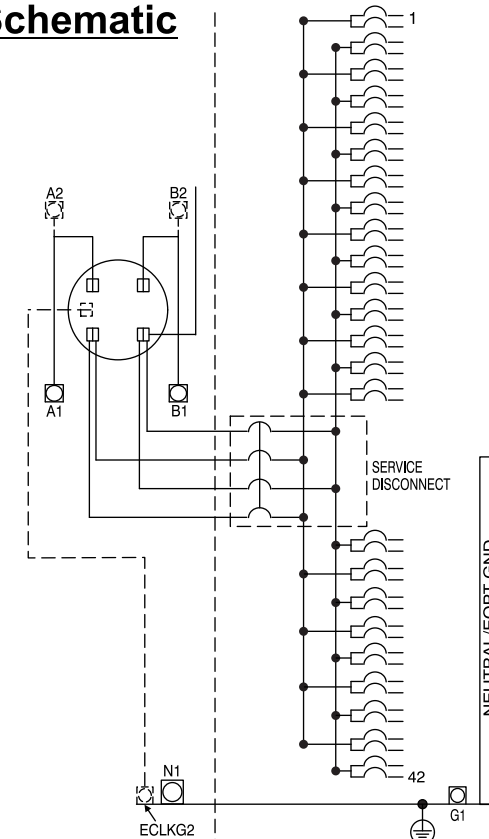 Schematic
1
A2
B2
A1
B1
SERVICE
DISCONNECT
42
N1
G1
ECLKG2